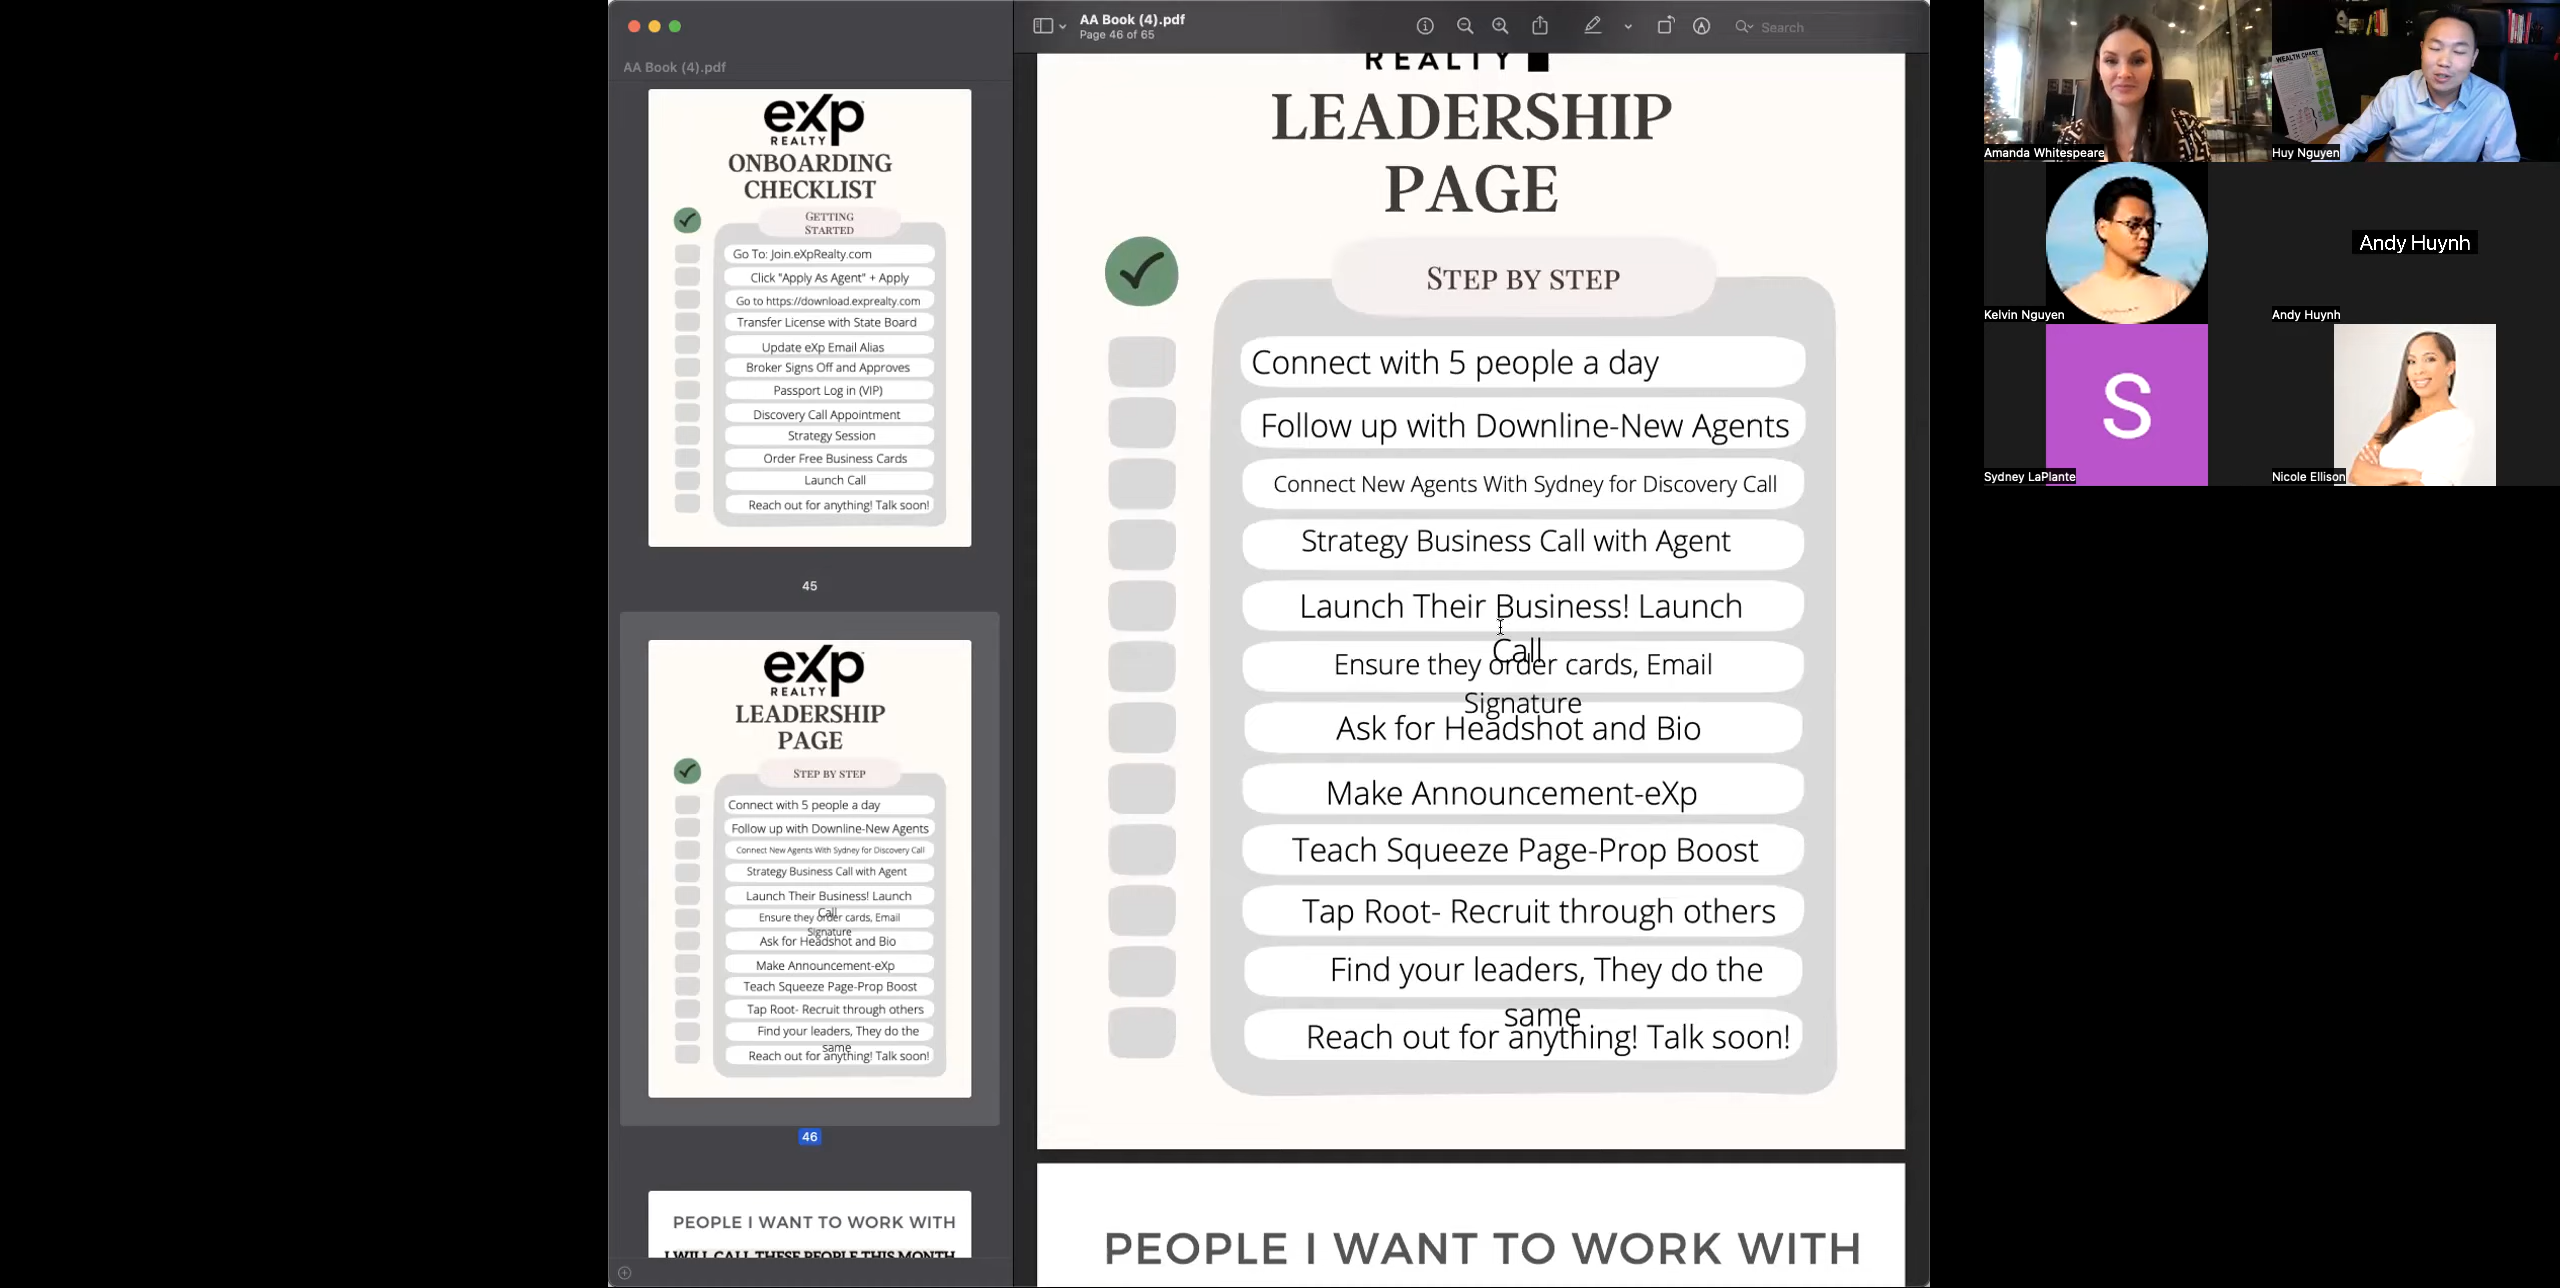 AA Book (4).pdf
Page 46 of 65
Search
AA Book (4).pdf
eXp
REALTY
ONBOARDING
CHECKLIST
GETTING
STARTED
Go To: Join.eXpRealty.com
Click "Apply As Agent" + Apply
Go to https://download.exprealty.com
Transfer License with State Board
Update eXp Email Alias
Broker Signs Off and Approves
Passport Log in (VIP)
Discovery Call Appointment
Strategy Session
Order Free Business Cards
Launch Call
Reach out for anything! Talk soon!
45
eXp
REALTY
LEADERSHIP
PAGE
STEP BY STEP
Connect with 5 people a day
Follow up with Downline-New Agents
Connect New Agents With Sydney for Discovery Call
Strategy Business Call with Agent
Launch Their Business! Launch
Call
Ensure they order cards, Email
Signature
Ask for Headshot and Bio
Make Announcement-eXp
Teach Squeeze Page-Prop Boost
Tap Root- Recruit through others
Find your leaders, They do the
same
Reach out for anything! Talk soon!
46
PEOPLE I WANT TO WORK WITH
I WILL CALL THESE PEOPLE THIS MONTH
REALTY
LEADERSHIP
PAGE
STEP BY STEP
Connect with 5 people a day
Follow up with Downline-New Agents
Connect New Agents With Sydney for Discovery Call
Strategy Business Call with Agent
Launch Their Business! Launch
Call
Ensure they order cards, Email
Signature
Ask for Headshot and Bio
Make Announcement-eXp
Teach Squeeze Page-Prop Boost
Tap Root- Recruit through others
Find your leaders, They do the
same
Reach out for anything! Talk soon!
PEOPLE I WANT TO WORK WITH
WEALTH CHART
Amanda Whitespeare
Huy Nguyen
Kelvin Nguyen
Andy Huynh
Andy Huynh
S
Sydney LaPlante
Nicole Ellison